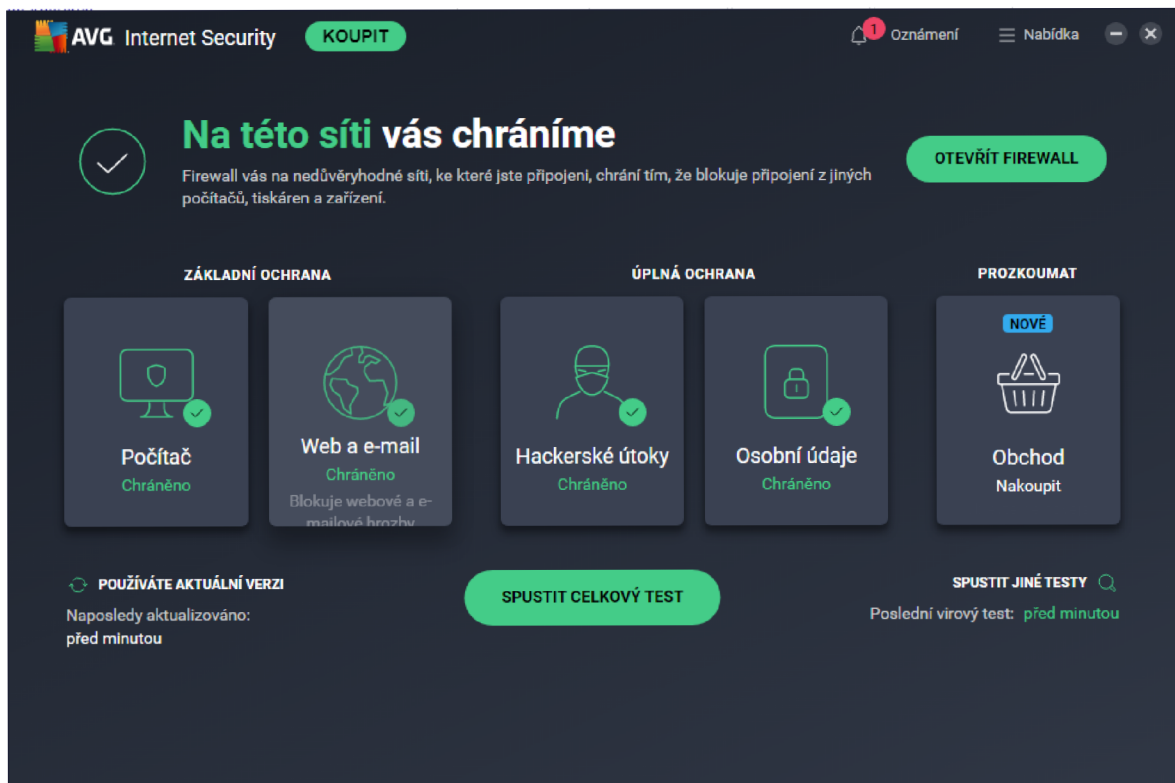 AVG Internet Security
KOUPIT
1
Oznámení
Nabídka
Na této síti vás chráníme
Firewall vás na nedůvěryhodné síti, ke které jste připojeni, chrání tím, že blokuje připojení z jiných
počítačů, tiskáren a zařízení.
OTEVŘÍT FIREWALL
ZÁKLADNÍ OCHRANA
ÚPLNÁ OCHRANA
PROZKOUMAT
Počítač
Chráněno
Web a e-mail
Chráněno
Blokuje webové a e-
mailové hrozby
Hackerské útoky
Chráněno
Osobní údaje
Chráněno
NOVÉ
Obchod
Nakoupit
POUŽÍVÁTE AKTUÁLNÍ VERZI
Naposledy aktualizováno:
před minutou
SPUSTIT CELKOVÝ TEST
SPUSTIT JINÉ TESTY
Poslední virový test: před minutou